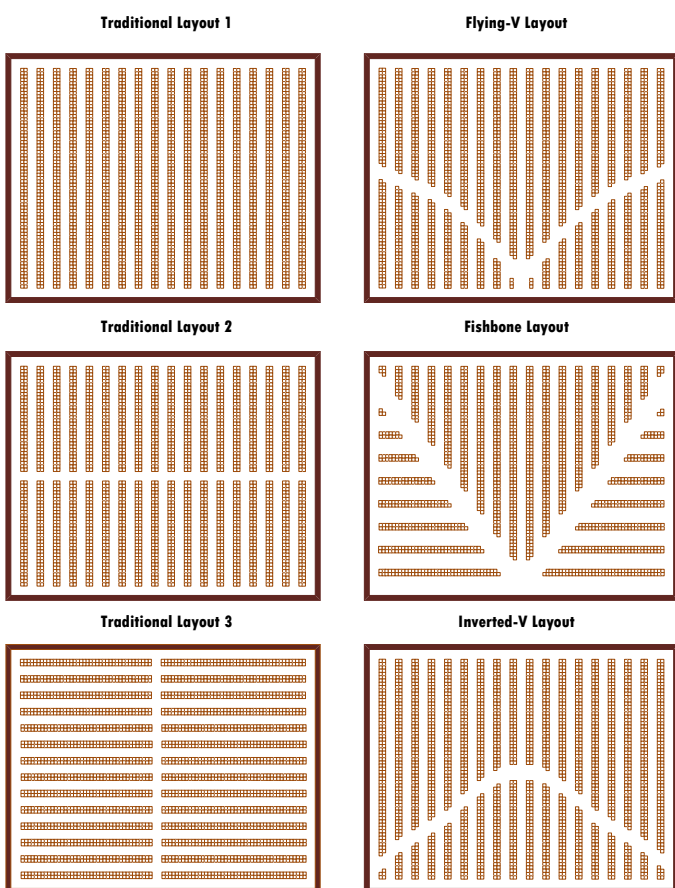 Traditional Layout 1
Flying-V Layout
Traditional Layout 2
Fishbone Layout
Traditional Layout 3
Inverted-V Layout